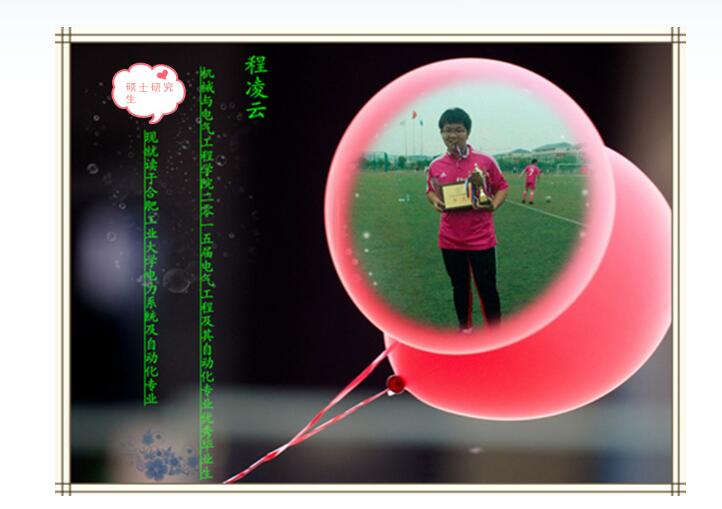 程凌云
机械与电气工程学院二零一五届电气工程及其自动化专业优秀毕业生
硕士研究
生
现就读于合肥工业大学电力系统及自动化专业